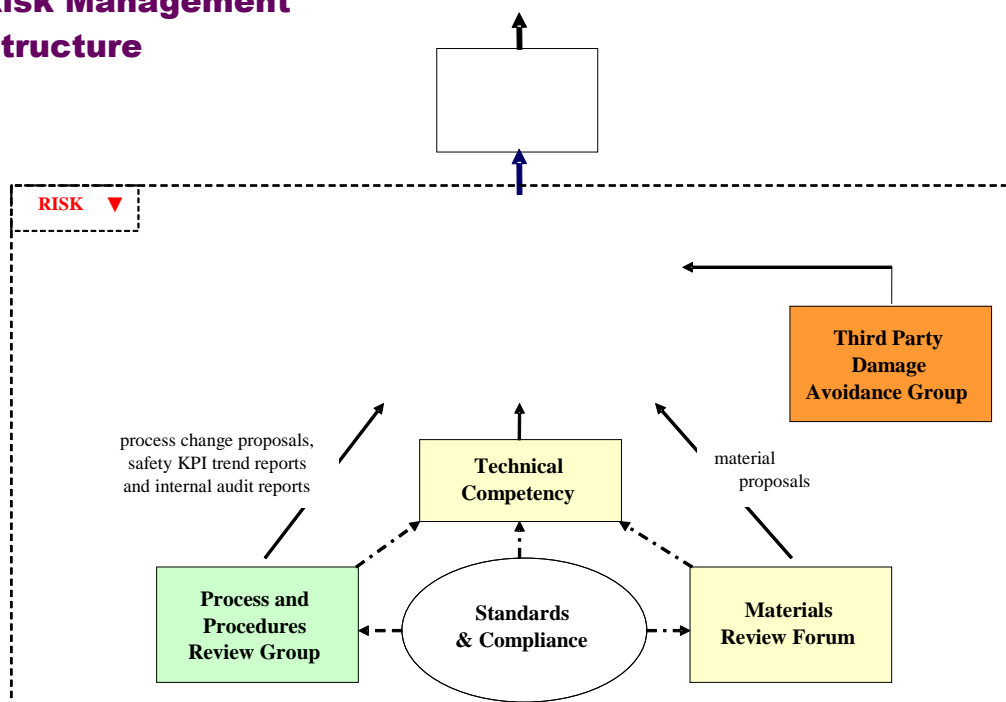 Risk Management
tructure
RISK
Third Party
Damage
Avoidance Group
process change proposals,
safety KPI trend reports
and internal audit reports
Technical
Competency
material
proposals
Process and
Procedures
Review Group
Standards
& Compliance
Materials
Review Forum